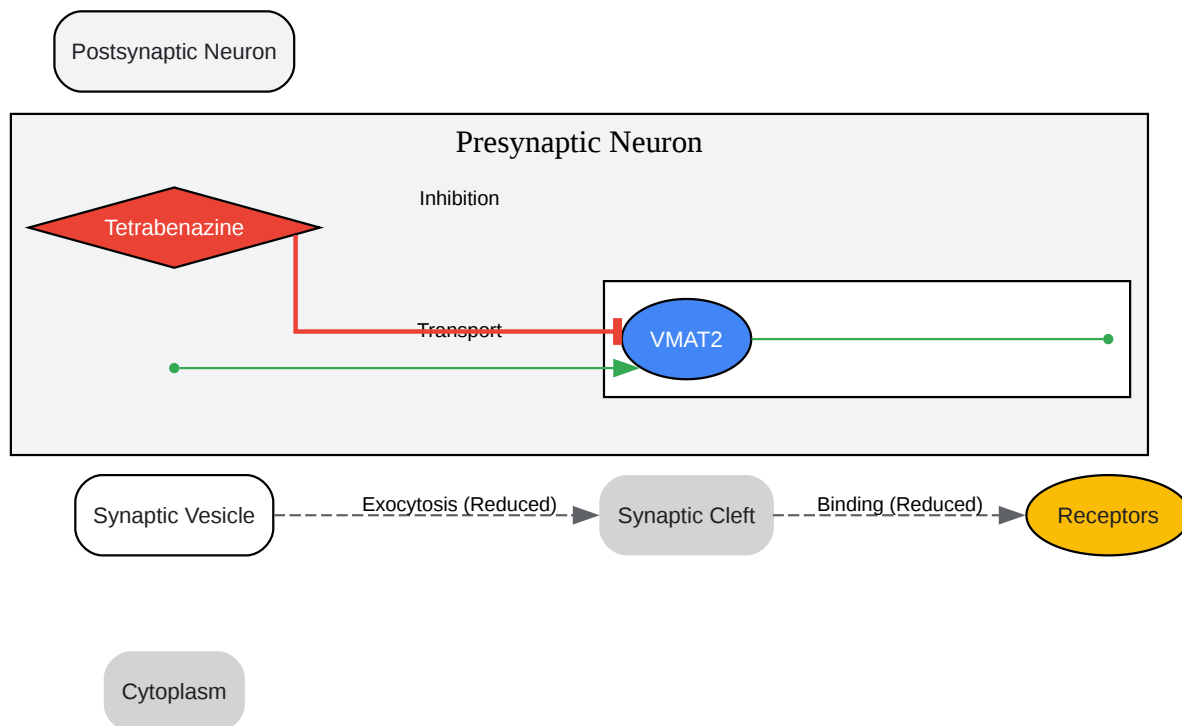 Postsynaptic Neuron
Presynaptic Neuron
Inhibition
Tetrabenazine
Transport
VMAT2
Exocytosis (Reduced)
Binding (Reduced)
Synaptic Vesicle
Synaptic Cleft
Receptors
Cytoplasm